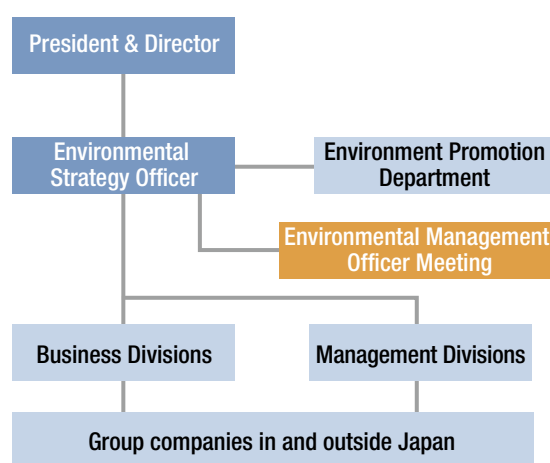 President & Director
Environmental
Strategy Officer
Environment Promotion
Department
Environmental Management
Officer Meeting
Business Divisions
Management Divisions
Group companies in and outside Japan